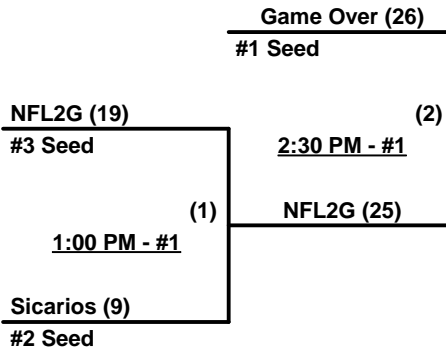 Game Over (26)
#1 Seed
NFL2G (19)
(2)
#3 Seed
2:30 PM - #1
(1)
NFL2G (25)
1:00 PM - #1
Sicarios (9)
#2 Seed